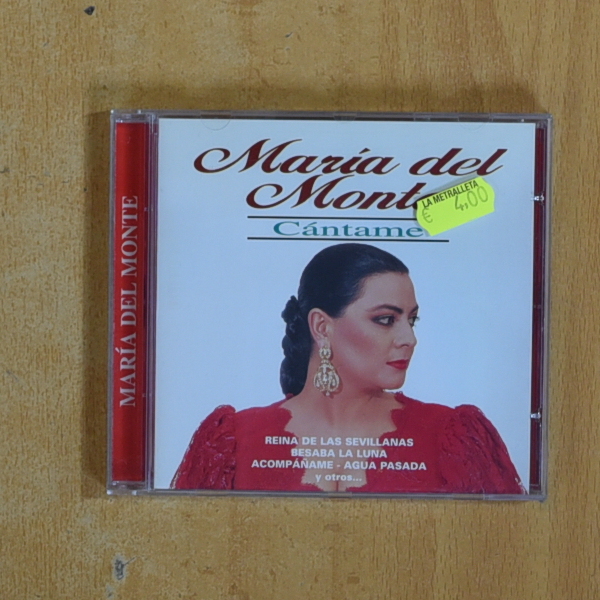 María del
Monte
LA METRALLETA
€ 4,00
Cántame
MARÍA DEL MONTE
REINA DE LAS SEVILLANAS
BESABA LA LUNA
ACOMPÁÑAME - AGUA PASADA
y otros...